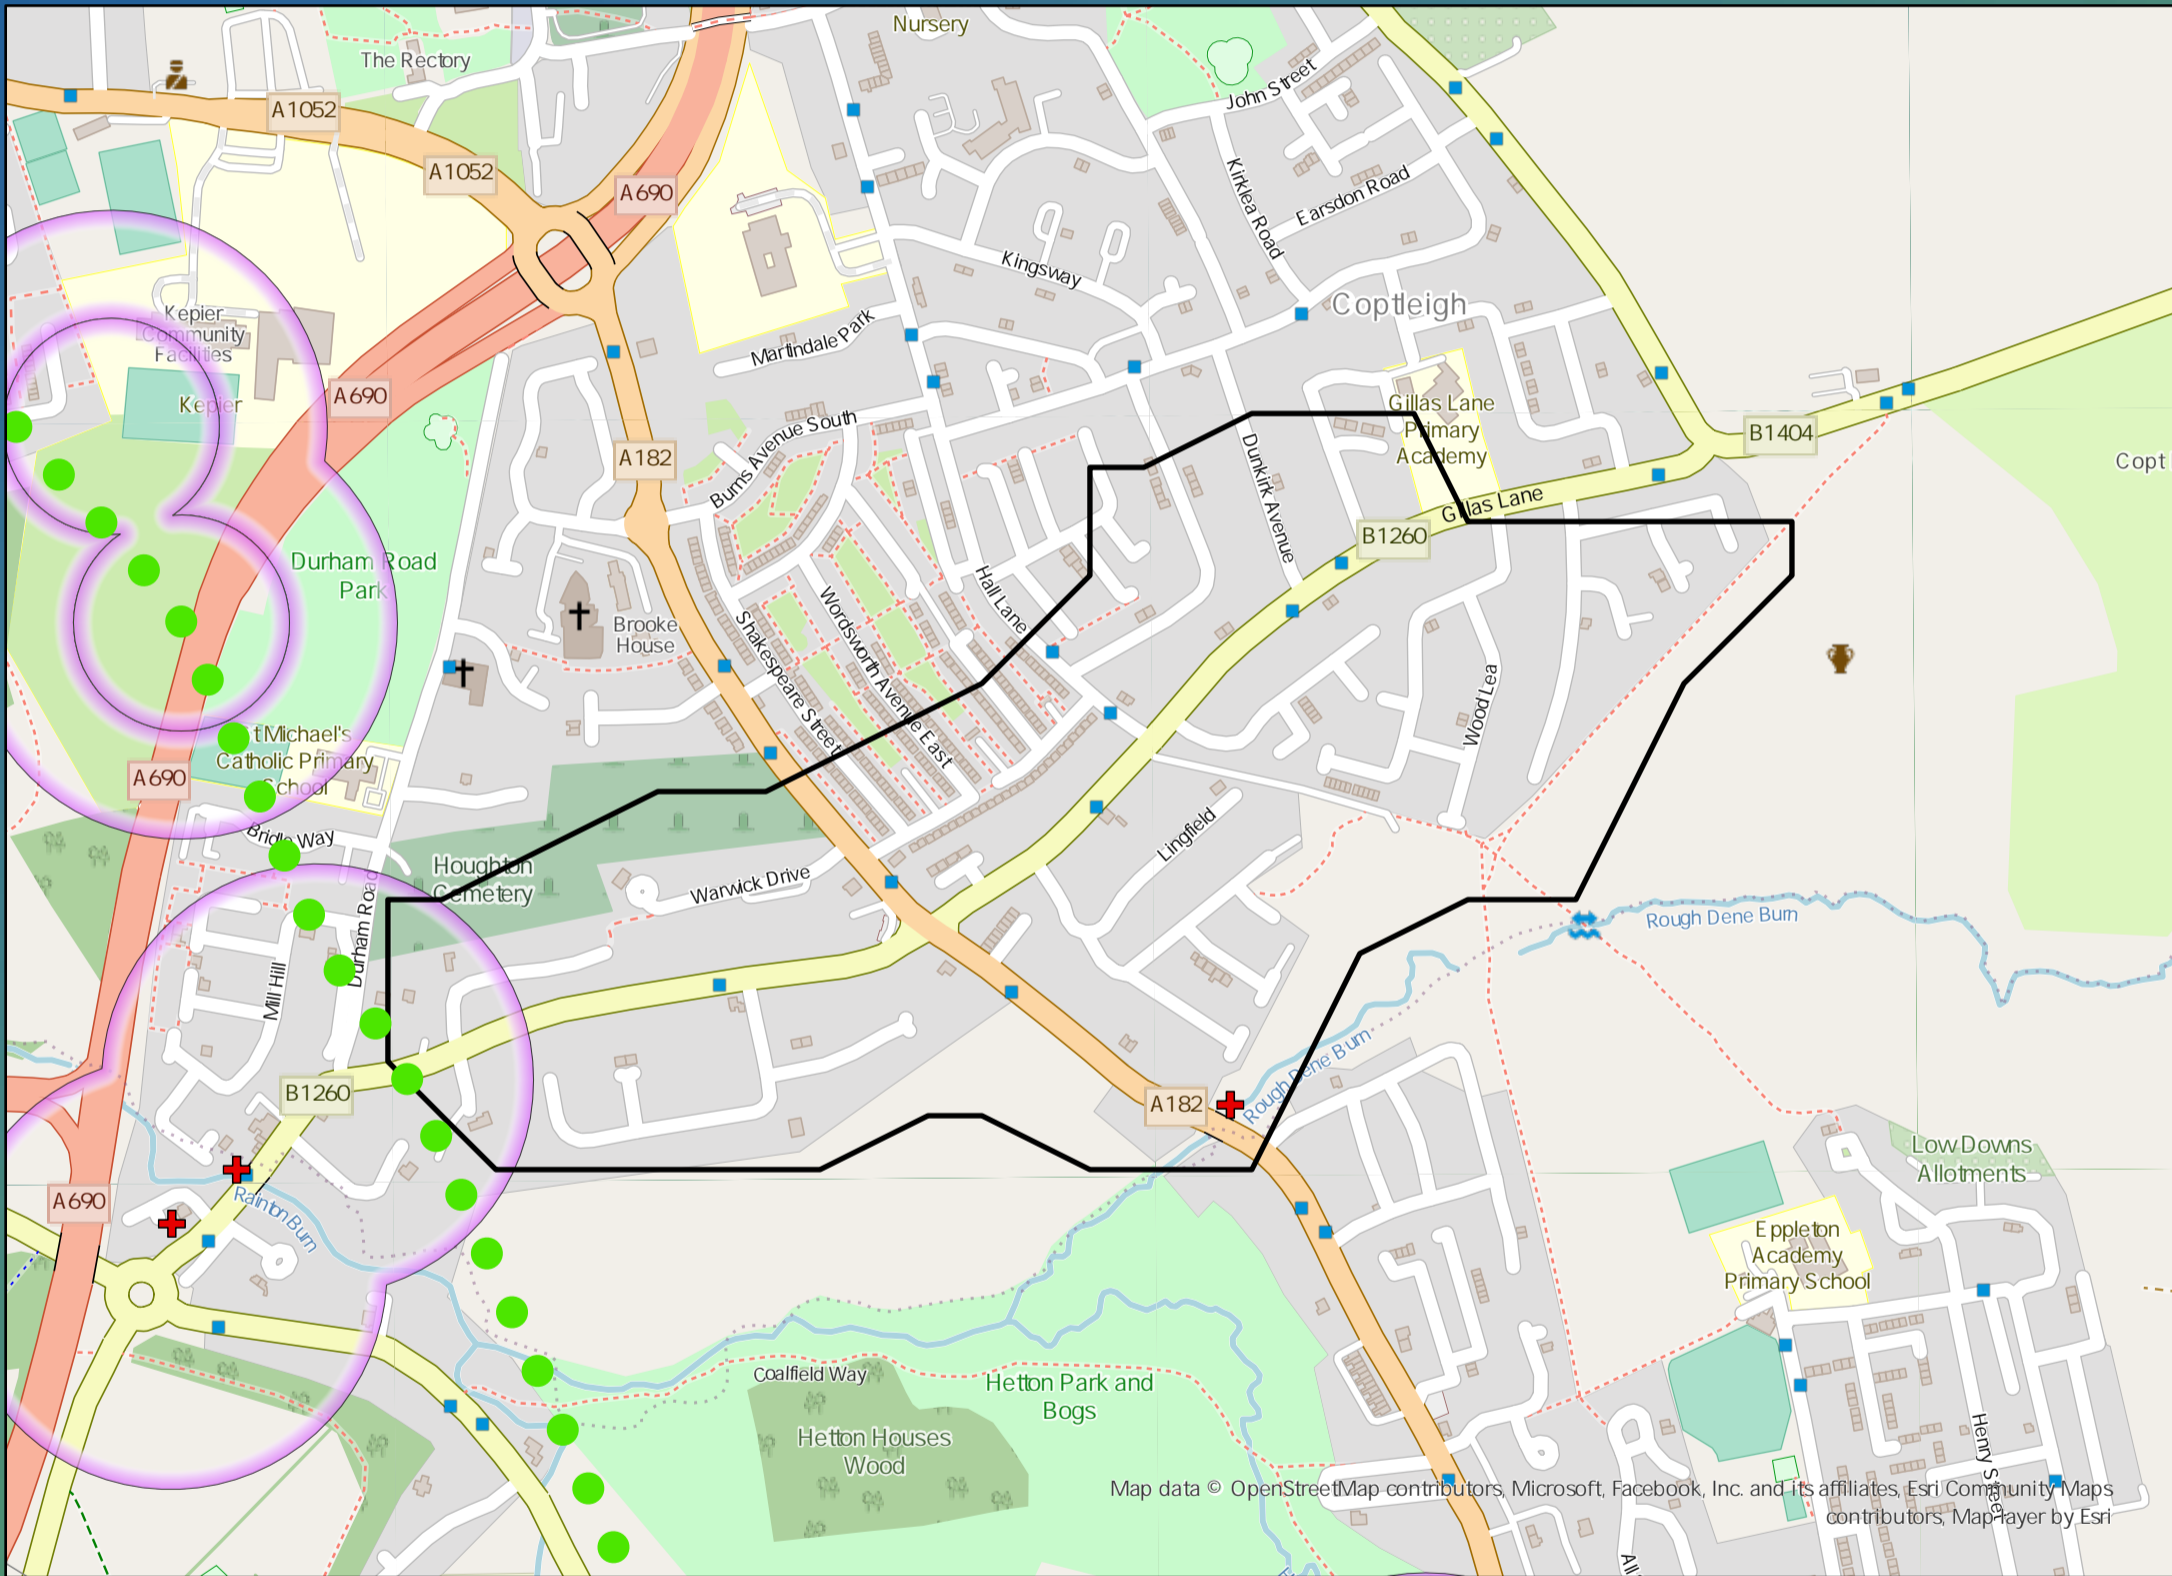 Nursery
The Rectory
A1052
John Street
A1052
A690
Kirklea Road
Earsdon Road
Kingsway
Coptleigh
Kepier
Community
Facilities
Martindale Park
A690
Kepier
Gillas Lane
Primary
Academy
Burns Avenue South
B1404
A182
Dunkirk Avenue
Copt
Gillas Lane
B1260
Durham Road
Park
Hall Lane
Brooke
House
Shakespeare Street
Wordsworth Avenue East
Wood Lea
t Michael's
Catholic Primary
School
A690
Bridle Way
Lingfield
Houghton
Cemetery
Warwick Drive
Durham Road
Rough Dene Burn
Mill Hill
Rough Dene Burn
B1260
A182
Low Downs
Allotments
A690
Rainton Burn
Eppleton
Academy
Primary School
Coalfield Way
Hetton Park and
Bogs
Hetton Houses
Wood
Henry Street
Map data © OpenStreetMap contributors, Microsoft, Facebook, Inc. and its affiliates, Esri Community Maps
contributors, Map layer by Esri